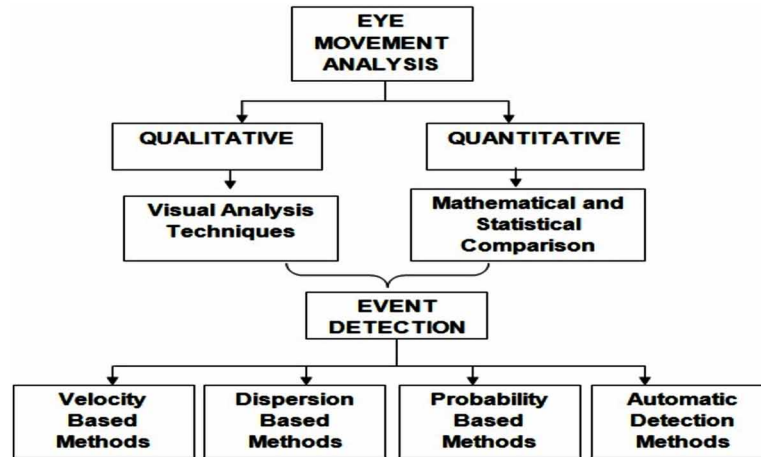 EYE
MOVEMENT
ANALYSIS
QUALITATIVE
QUANTITATIVE
Visual Analysis
Techniques
Mathematical and
Statistical
Comparison
EVENT
DETECTION
Velocity
Based
Methods
Dispersion
Based
Methods
Probability
Based
Methods
Automatic
Detection
Methods